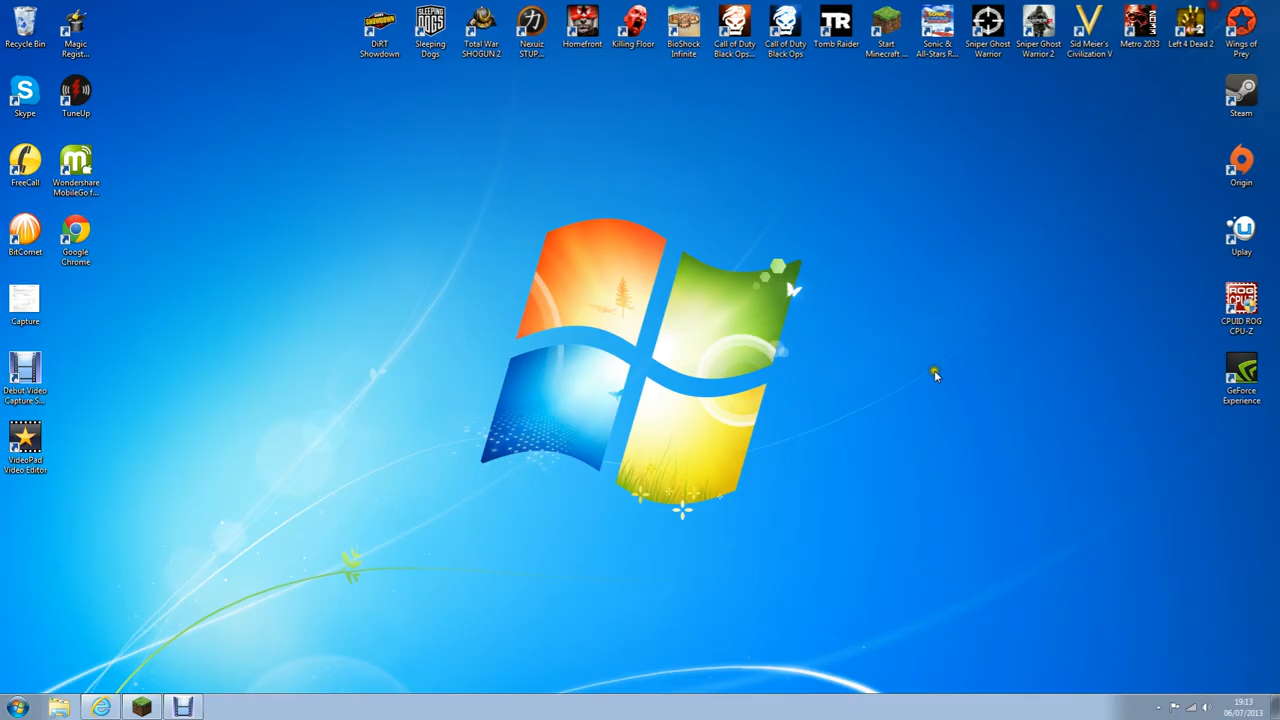 Recycle Bin
Magic
Regist...
DiRT
Showdown
Sleeping
Dogs
Total War
SHOGUN 2
力
Nexuiz
STUP...
Homefront
Killing Floor
BioShock
Infinite
Call of Duty
Black Ops...
Call of Duty
Black Ops
TR
Tomb Raider
Start
Minecraft ...
Sonic &
All-Stars R...
Sniper Ghost
Warrior
Sniper Ghost
Warrior 2
Sid Meier's
Civilization V
Metro 2033
Left 4 Dead 2
Wings of
Prey
Skype
TuneUp
Steam
FreeCall
Wondershare
MobileGo f...
Origin
BitComet
Google
Chrome
Uplay
Capture
ROG
CPU-Z
CPUID ROG
CPU-Z
Debut Video
Capture S...
GeForce
Experience
VideoPad
Video Editor
19:13
06/07/2013